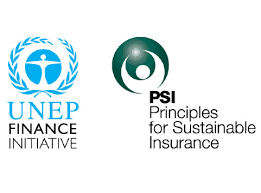 UNEP
FINANCE
INITIATIVE
PSI
Principles
for Sustainable
Insurance